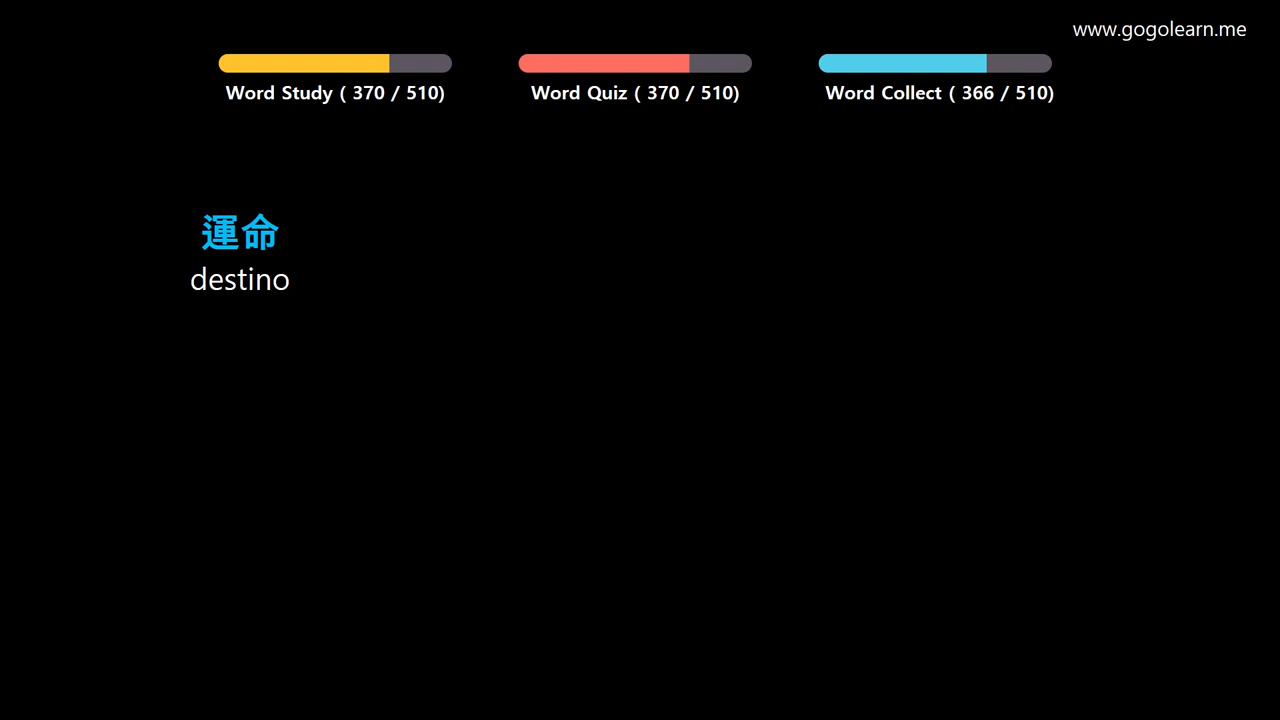 www.gogolearn.me
Word Study ( 370 / 510)
Word Quiz ( 370 / 510)
Word Collect ( 366 / 510)
運命
destino